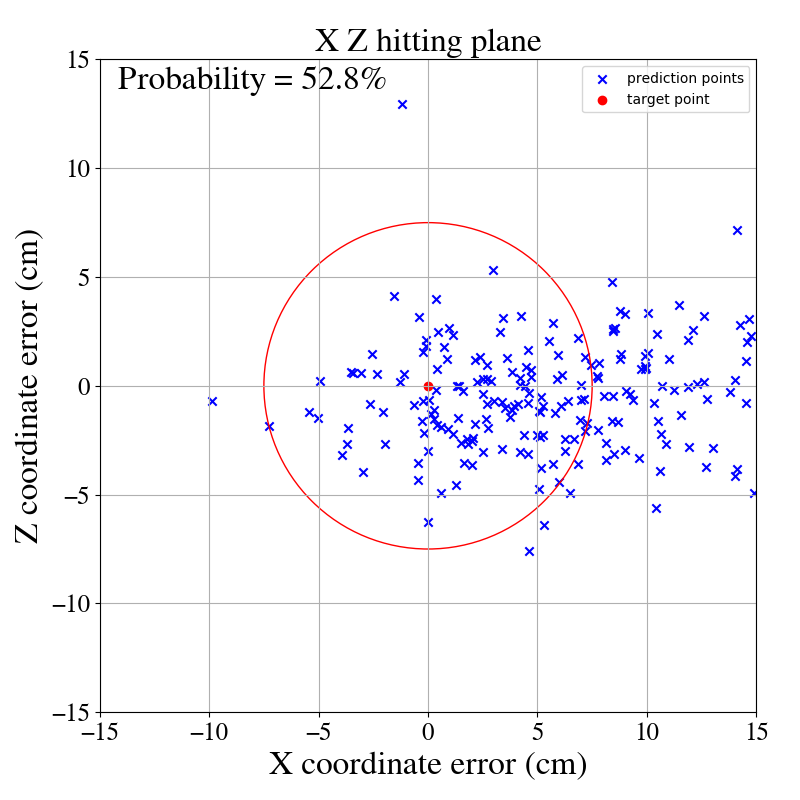 X Z hitting plane
Probability = 52.8%
prediction points
target point
15
10
5
0
−5
−10
−15
Z coordinate error (cm)
−15 −10 −5 0 5 10 15
X coordinate error (cm)